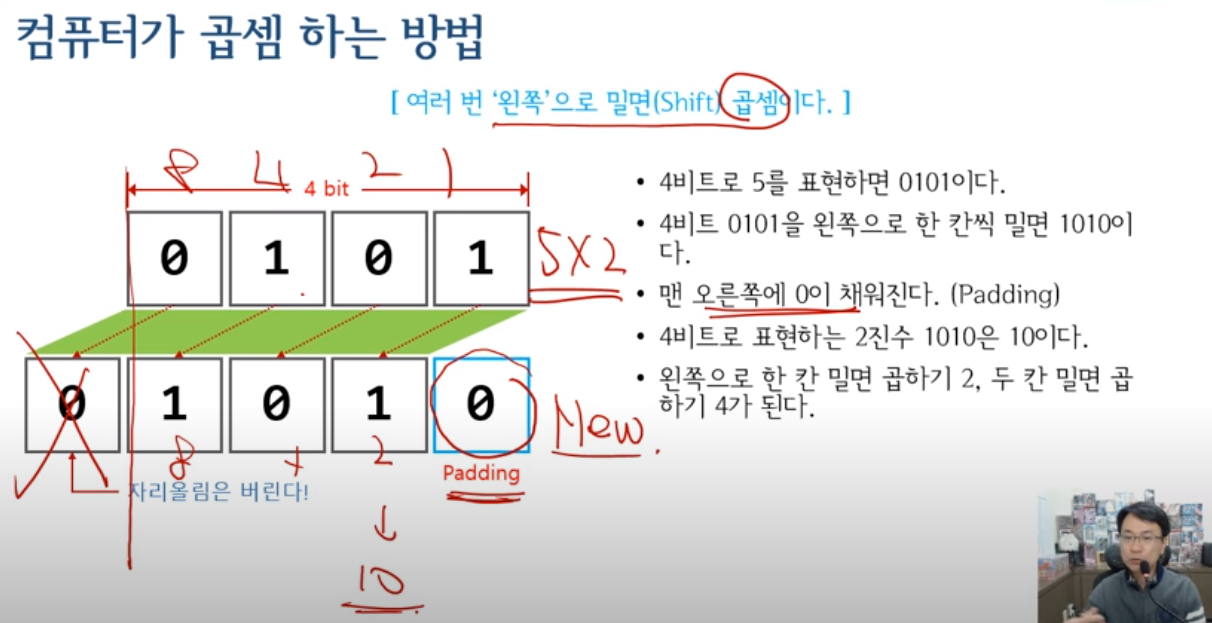 컴퓨터가 곱셈 하는 방법
[ 여러 번 '왼쪽'으로 밀면(Shift) 곱셈이다. ]
8 4 2 1
4 bit
0 1 0 1 5X2
0 1 0 1 0 New.
8 + 2
Padding
자리올림은 버린다!
↓
10
• 4비트로 5를 표현하면 0101이다.
• 4비트 0101을 왼쪽으로 한 칸씩 밀면 1010이
다.
• 맨 오른쪽에 0이 채워진다. (Padding)
• 4비트로 표현하는 2진수 1010은 10이다.
• 왼쪽으로 한 칸 밀면 곱하기 2, 두 칸 밀면 곱
하기 4가 된다.